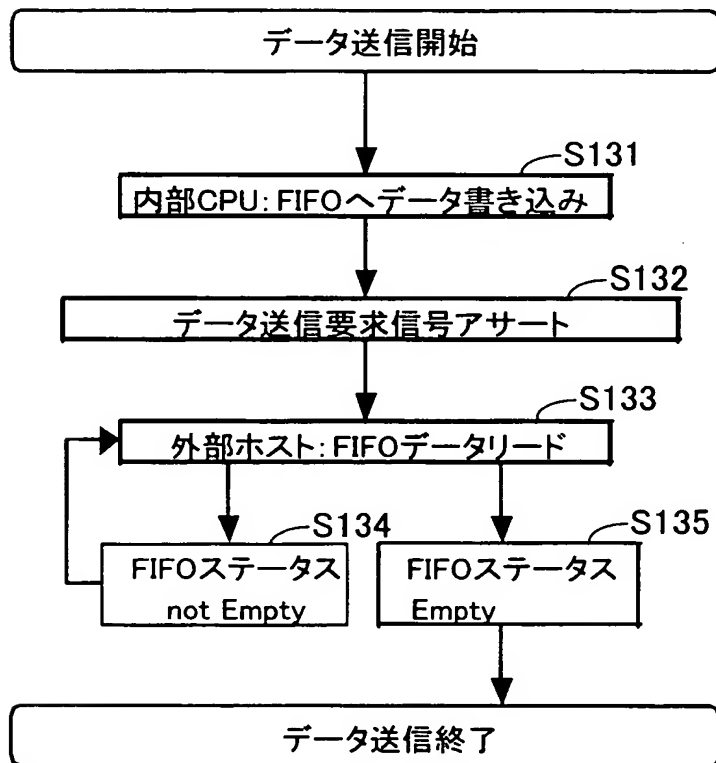 データ送信開始
S131
内部CPU:FIFOへデータ書き込み
S132
データ送信要求信号アサート
S133
外部ホスト:FIFOデータリード
S134
FIFOステータス
not Empty
S135
FIFOステータス
Empty
データ送信終了